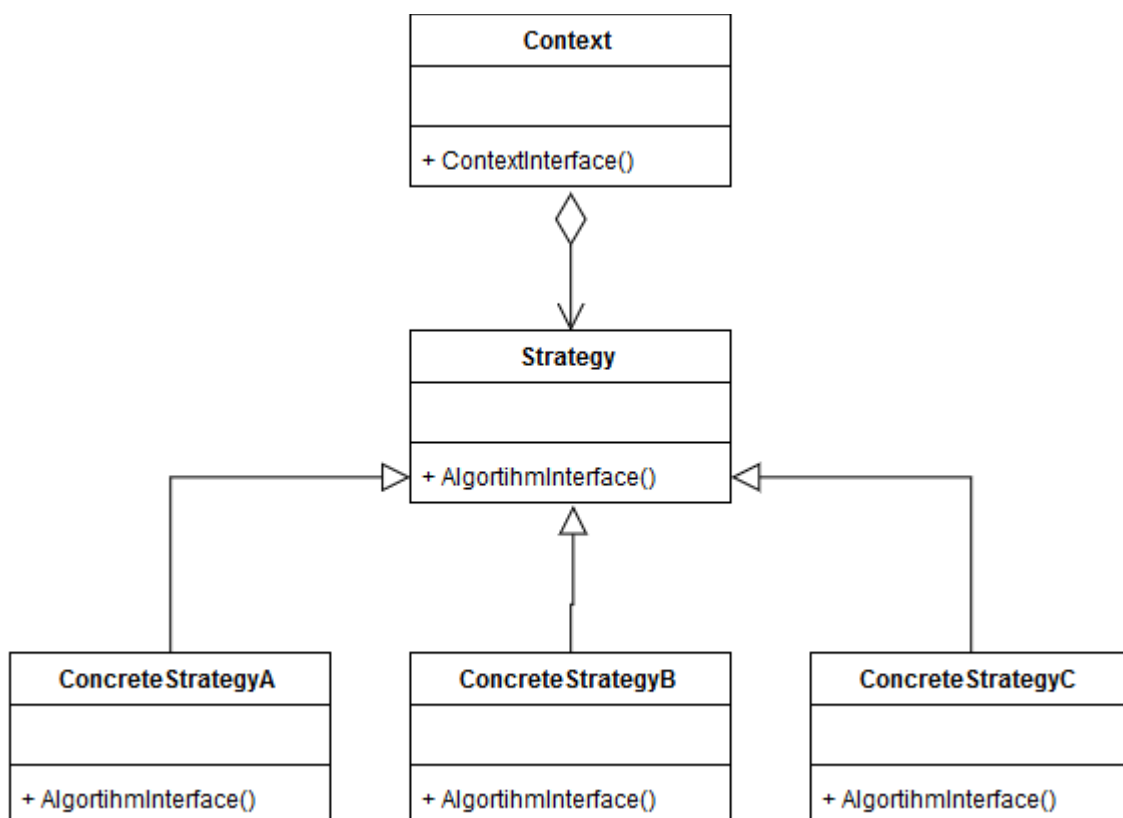 Context
+ ContextInterface()
Strategy
+ AlgortihmInterface()
ConcreteStrategyA
+ AlgortihmInterface()
ConcreteStrategyB
+ AlgortihmInterface()
ConcreteStrategyC
+ AlgortihmInterface()